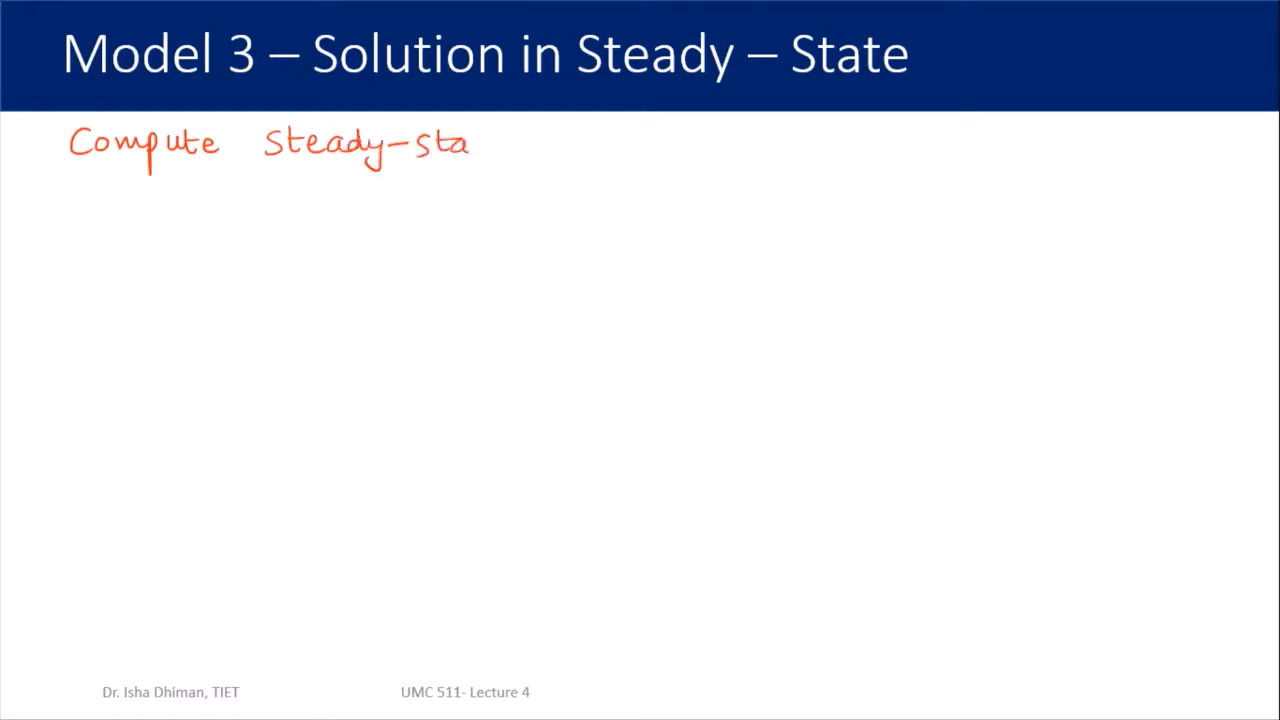 Model 3 – Solution in Steady – State
Compute steady-sta
Dr. Isha Dhiman, TIET
UMC 511- Lecture 4